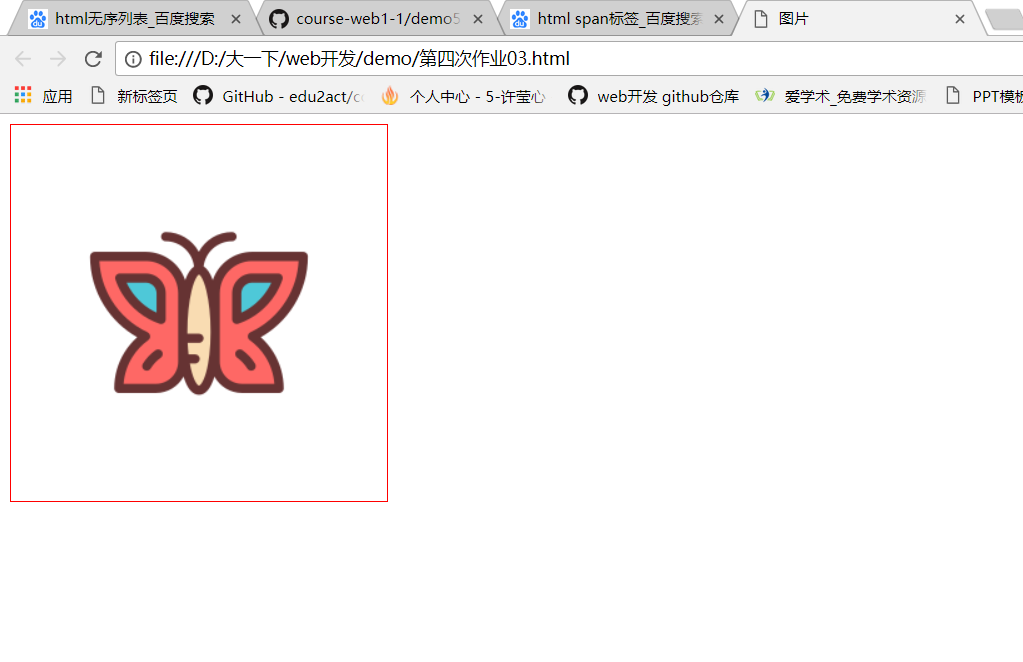 html无序列表_百度搜索
course-web1-1/demo5
html span标签_百度搜索
图片
file:///D:/大一下/web开发/demo/第四次作业03.html
应用
新标签页
GitHub - edu2act/c
个人中心 - 5-许莹心
web开发 github仓库
爱学术_免费学术资源
PPT模板